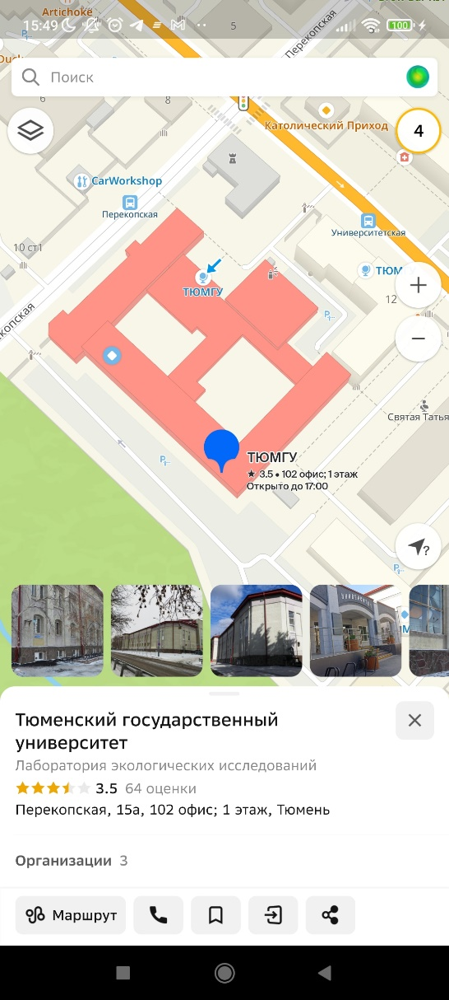 Artichoke
15:49
100
5
Перекопская
Поиск
6
8
4
Католический Приход
CarWorkshop
Перекопская
Университетская
10 ст1
ТЮМГУ
12
Святая Татья
ТЮМГУ
★ 3.5 • 102 офис; 1 этаж
Открыто до 17:00
Тюменский государственный
университет
Лаборатория экологических исследований
3.5 64 оценки
Перекопская, 15а, 102 офис; 1 этаж, Тюмень
Организации 3
Маршрут